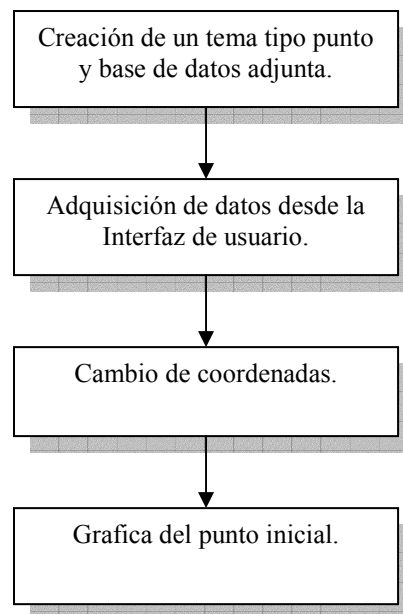 Creación de un tema tipo punto
y base de datos adjunta.
Adquisición de datos desde la
Interfaz de usuario.
Cambio de coordenadas.
Grafica del punto inicial.